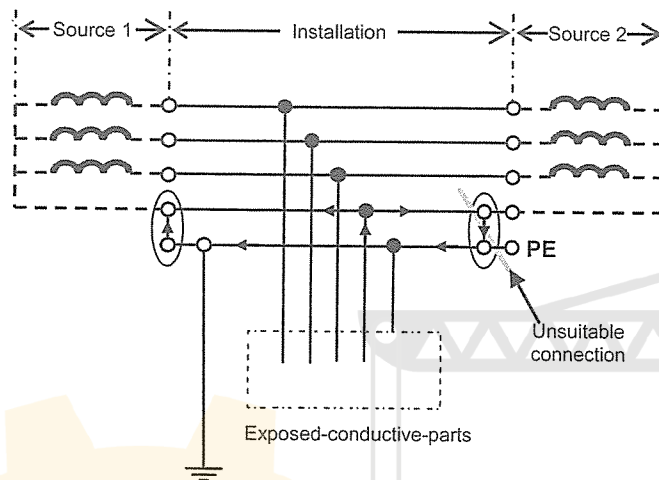 Source 1
Installation
Source 2
PE
Unsuitable
connection
Exposed-conductive-parts